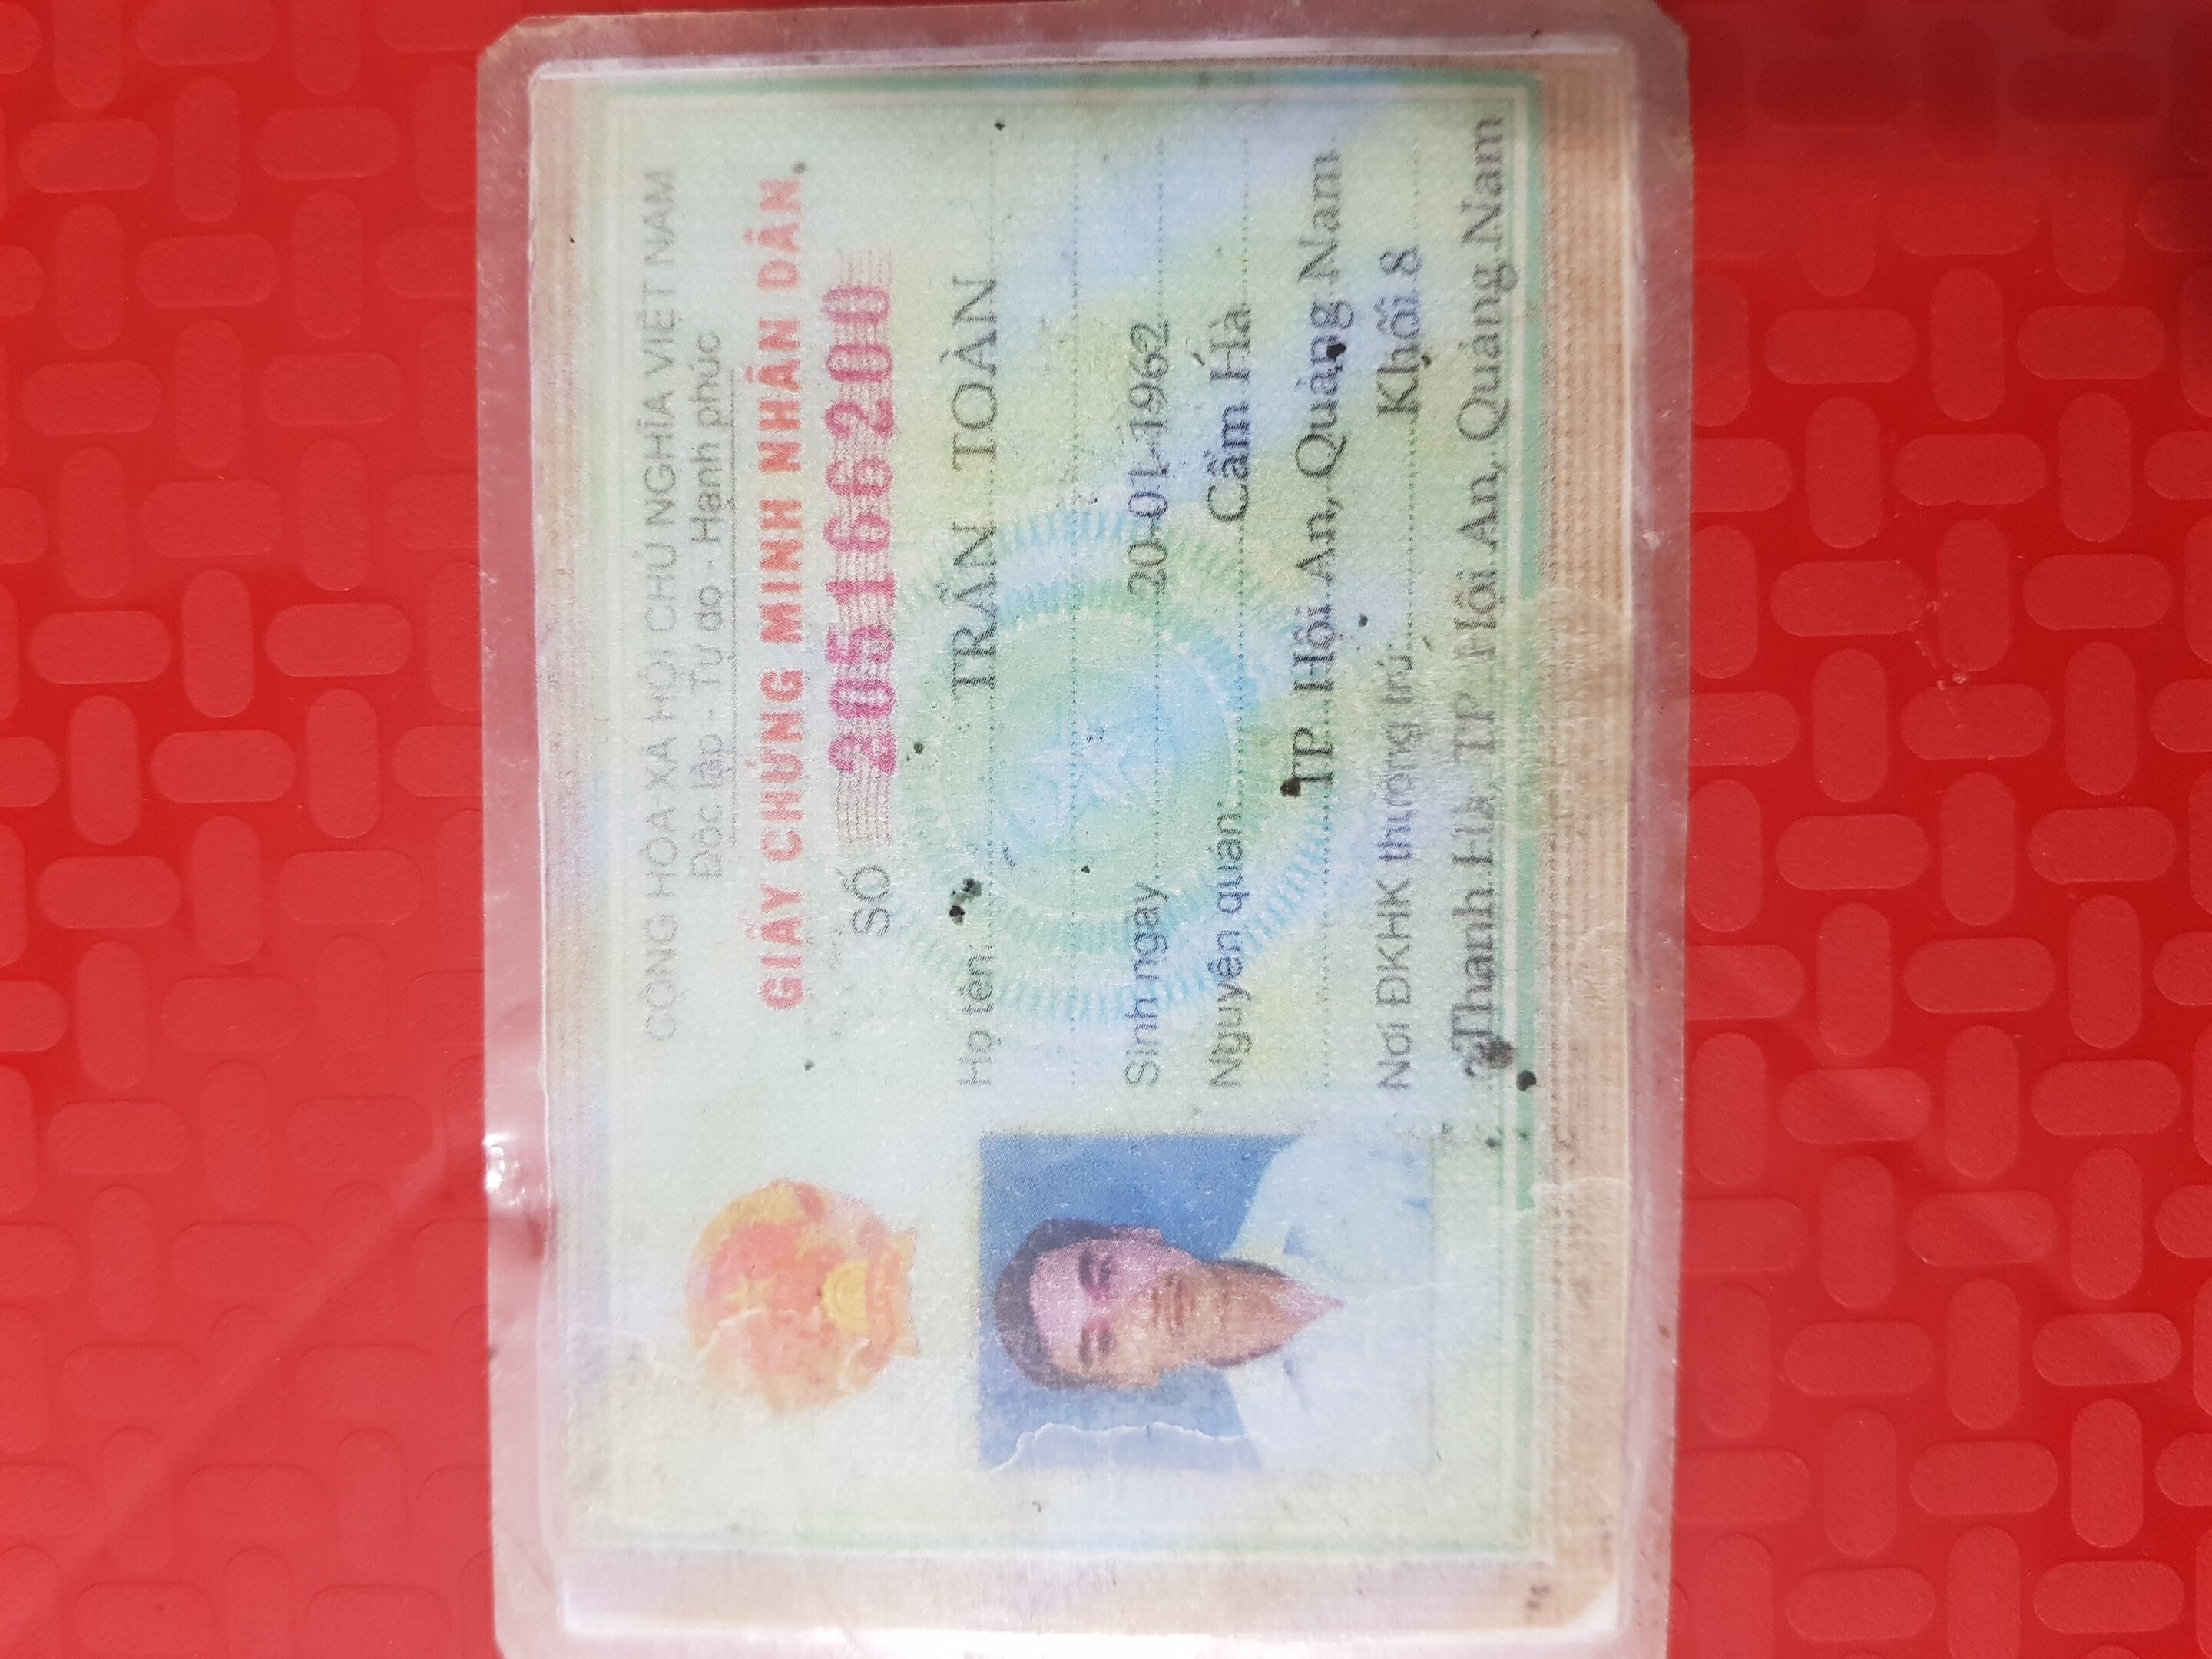 CỘNG HÒA XÃ HỘI CHỦ NGHĨA VIỆT NAM
Độc lập - Tự do - Hạnh phúc
GIẤY CHỨNG MINH NHÂN DÂN
SỐ 205166200
Họ tên: TRẦN TOÀN
Sinh ngày 20-01-1962
Nguyên quán: Cẩm Hà
TP. Hội An, Quảng Nam
Nơi ĐKHK thường trú: Khối 8
Thanh Hà, TP Hội An, Quảng Nam